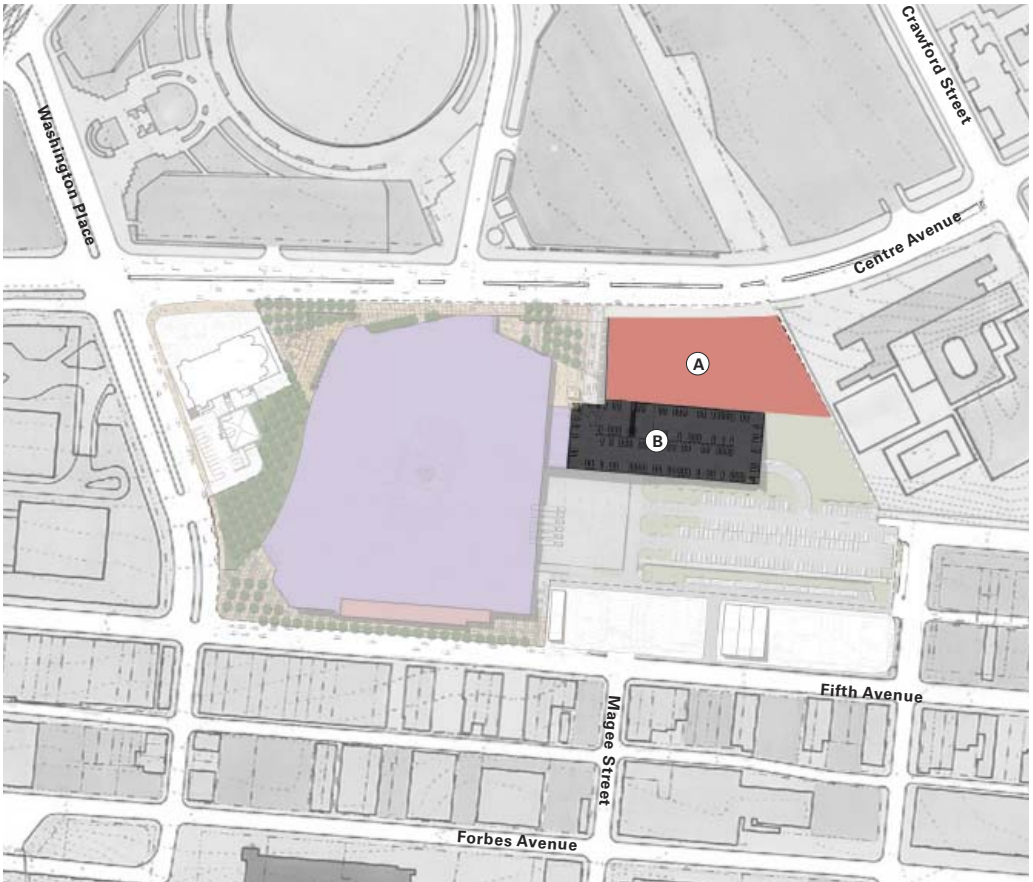 Crawford Street
Washington Place
Centre Avenue
A
B
Fifth Avenue
Magee Street
Forbes Avenue